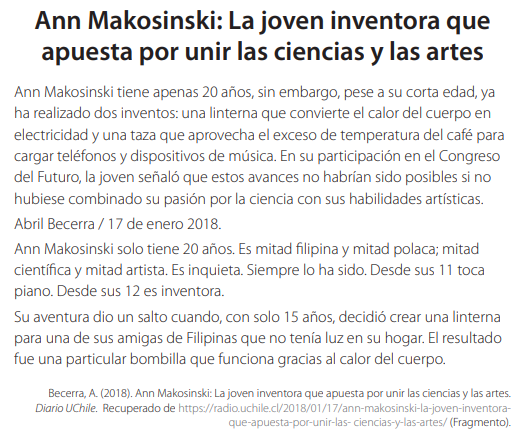 Ann Makosinski: La joven inventora que
apuesta por unir las ciencias y las artes
Ann Makosinski tiene apenas 20 años, sin embargo, pese a su corta edad, ya
ha realizado dos inventos: una linterna que convierte el calor del cuerpo en
electricidad y una taza que aprovecha el exceso de temperatura del café para
cargar teléfonos y dispositivos de música. En su participación en el Congreso
del Futuro, la joven señaló que estos avances no habrían sido posibles si no
hubiese combinado su pasión por la ciencia con sus habilidades artísticas.
Abril Becerra / 17 de enero 2018.
Ann Makosinski solo tiene 20 años. Es mitad filipina y mitad polaca; mitad
científica y mitad artista. Es inquieta. Siempre lo ha sido. Desde sus 11 toca
piano. Desde sus 12 es inventora.
Su aventura dio un salto cuando, con solo 15 años, decidió crear una linterna
para una de sus amigas de Filipinas que no tenía luz en su hogar. El resultado
fue una particular bombilla que funciona gracias al calor del cuerpo.
Becerra, A. (2018). Ann Makosinski: La joven inventora que apuesta por unir las ciencias y las artes.
Diario UChile. Recuperado de https://radio.uchile.cl/2018/01/17/ann-makosinski-la-joven-inventora-
que-apuesta-por-unir-las- ciencias-y-las-artes/ (Fragmento).